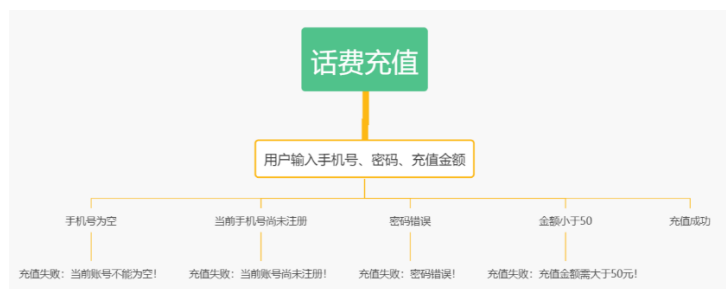 话费充值
用户输入手机号、密码、充值金额
手机号为空
当前手机号尚未注册
密码错误
金额小于50
充值成功
充值失败：当前账号不能为空！
充值失败：当前账号尚未注册！
充值失败：密码错误！
充值失败：充值金额需大于50元！